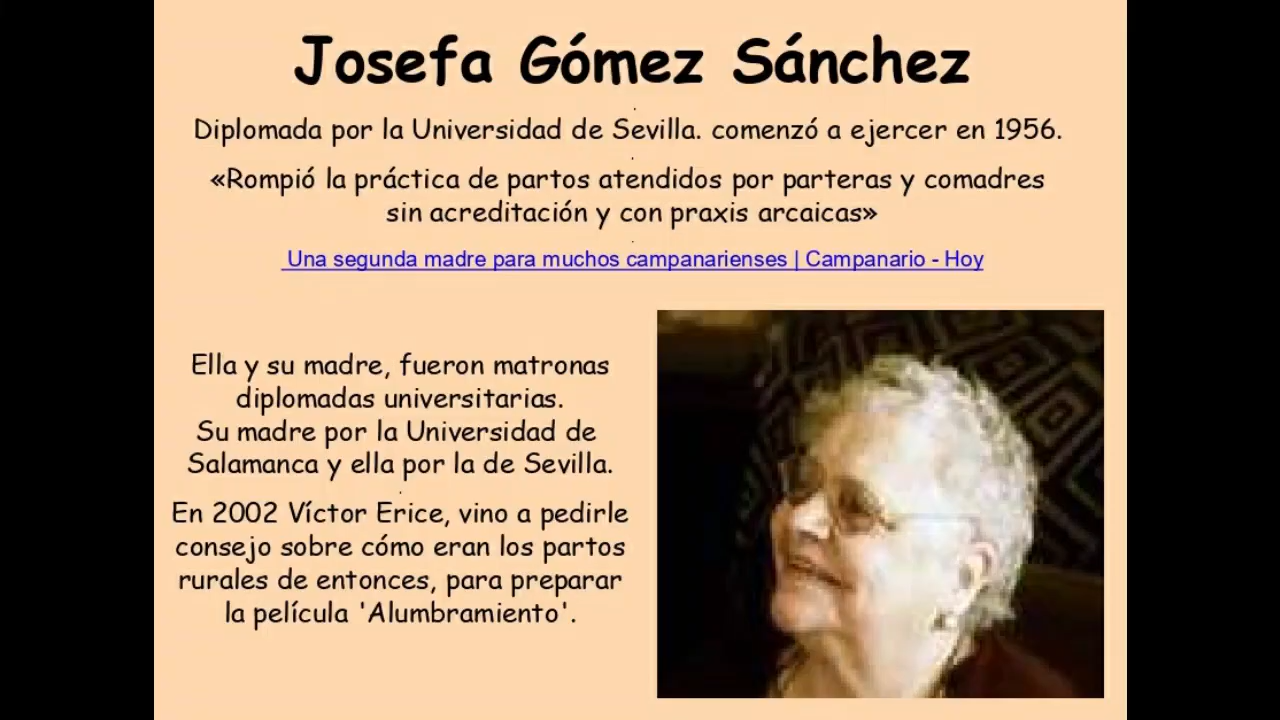 Josefa Gómez Sánchez
Diplomada por la Universidad de Sevilla. comenzó a ejercer en 1956.
«Rompió la práctica de partos atendidos por parteras y comadres
sin acreditación y con praxis arcaicas»
Una segunda madre para muchos campanarienses | Campanario - Hoy
Ella y su madre, fueron matronas
diplomadas universitarias.
Su madre por la Universidad de
Salamanca y ella por la de Sevilla.
En 2002 Víctor Erice, vino a pedirle
consejo sobre cómo eran los partos
rurales de entonces, para preparar
la película 'Alumbramiento'.